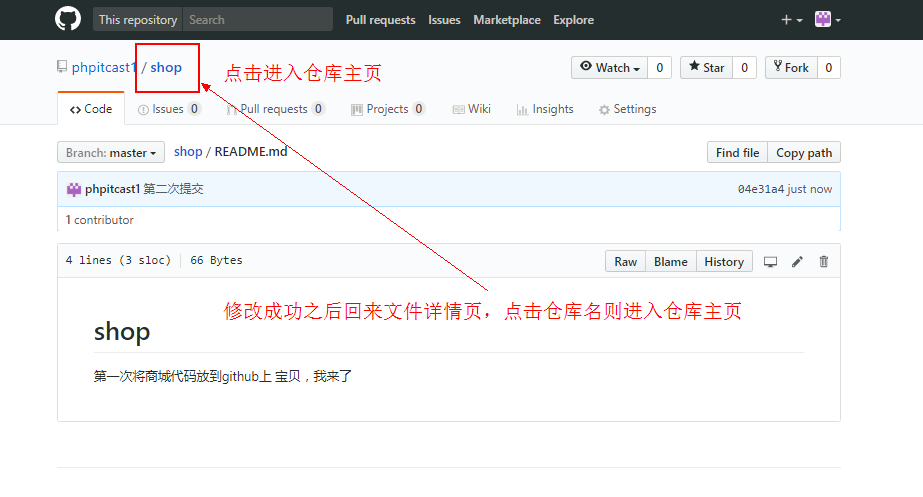 This repository Search Pull requests Issues Marketplace Explore
phpitcast1 / shop 点击进入仓库主页 Watch 0 Star 0 Fork 0
Code Issues 0 Pull requests 0 Projects 0 Wiki Insights Settings
Branch: master shop / README.md Find file Copy path
phpitcast1 第二次提交 04e31a4 just now
1 contributor
4 lines (3 sloc) 66 Bytes Raw Blame History
修改成功之后回来文件详情页，点击仓库名则进入仓库主页
shop
第一次将商城代码放到github上 宝贝，我来了